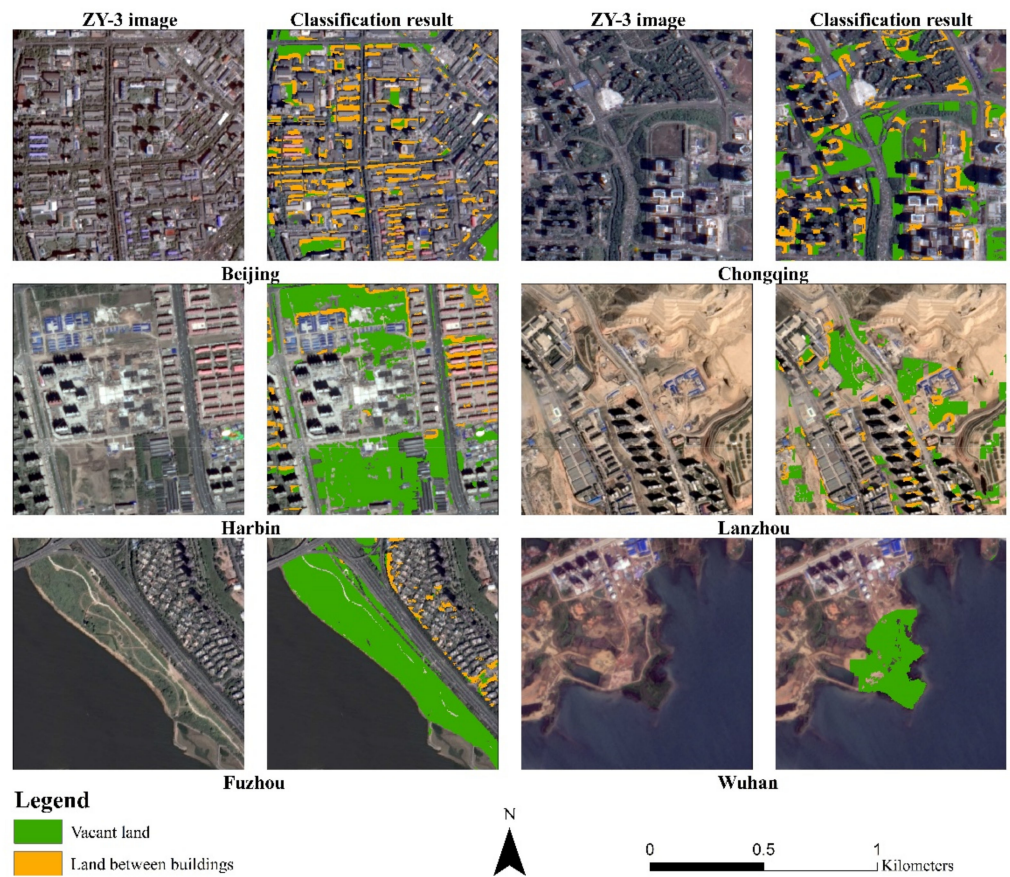 ZY-3 image Classification result ZY-3 image Classification result
Beijing Chongqing
Harbin Lanzhou
Fuzhou Wuhan
Legend
Vacant land
Land between buildings
N
0 0.5 1
Kilometers